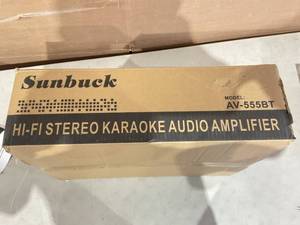 Sunbuck
MODEL:
AV-555BT
HI-FI STEREO KARAOKE AUDIO AMPLIFIER